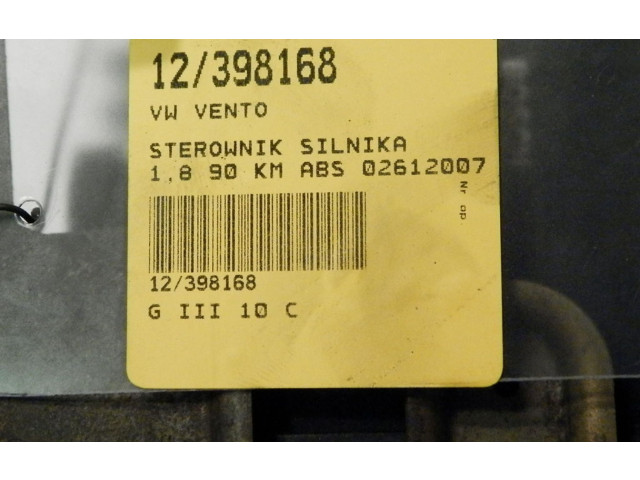 12/398168
VW VENTO
STEROWNIK SILNIKA
1.8 90 KM ABS 02612007
Nr op
12/398168
G III 10 C